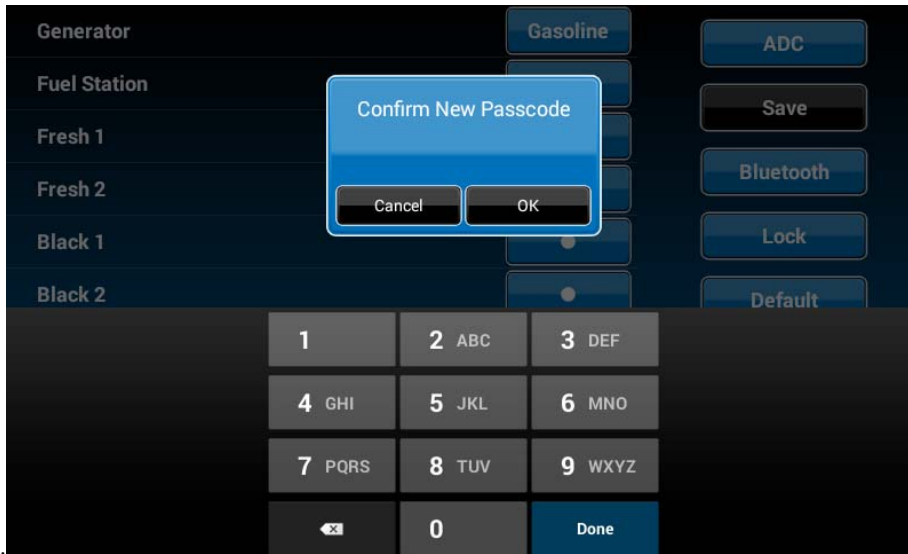 Generator
Gasoline
ADC
Fuel Station
Confirm New Passcode
Save
Fresh 1
Fresh 2
Bluetooth
Cancel
OK
Black 1
Lock
Black 2
Default
1
2 ABC
3 DEF
4 GHI
5 JKL
6 MNO
7 PQRS
8 TUV
9 WXYZ
0
Done